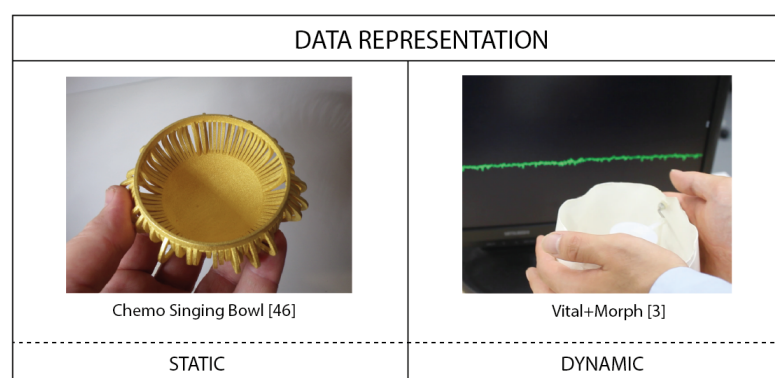 DATA REPRESENTATION
Chemo Singing Bowl [46]
Vital+Morph [3]
STATIC
DYNAMIC